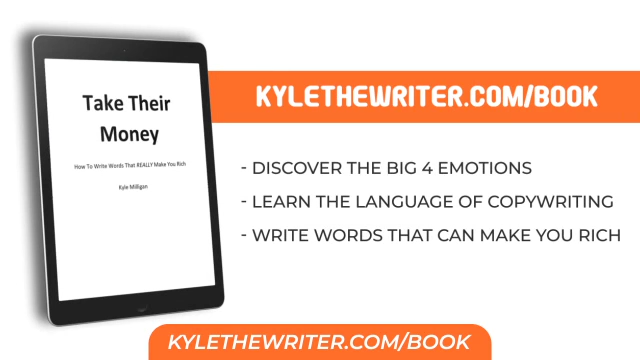 Take Their
Money
How To Write Words That REALLY Make You Rich
Kyle Milligan
KYLETHEWRITER.COM/BOOK
- DISCOVER THE BIG 4 EMOTIONS
- LEARN THE LANGUAGE OF COPYWRITING
- WRITE WORDS THAT CAN MAKE YOU RICH
KYLETHEWRITER.COM/BOOK